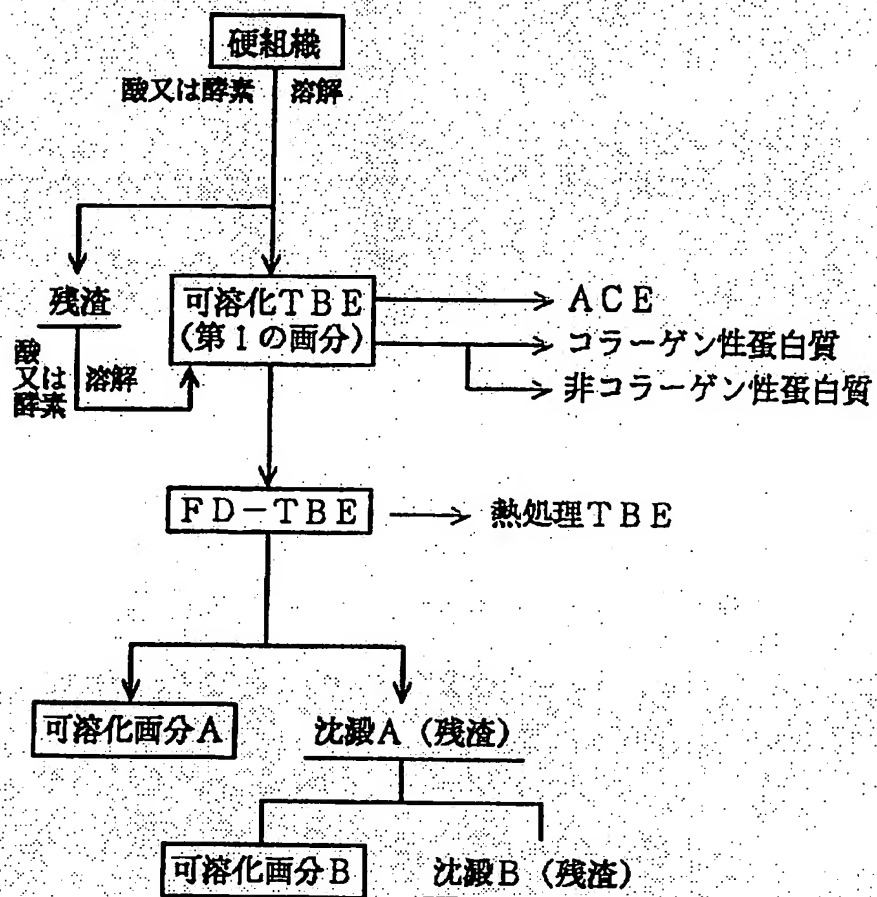 硬組機
酸又は酵素 溶解
残渣
可溶化TBE
(第1の画分)
ACE
コラーゲン性蛋白質
非コラーゲン性蛋白質
酸
又は
酵素
溶解
FD-TBE
熱処理TBE
可溶化画分A
沈澱A(残渣)
可溶化画分B
沈澱B(残渣)